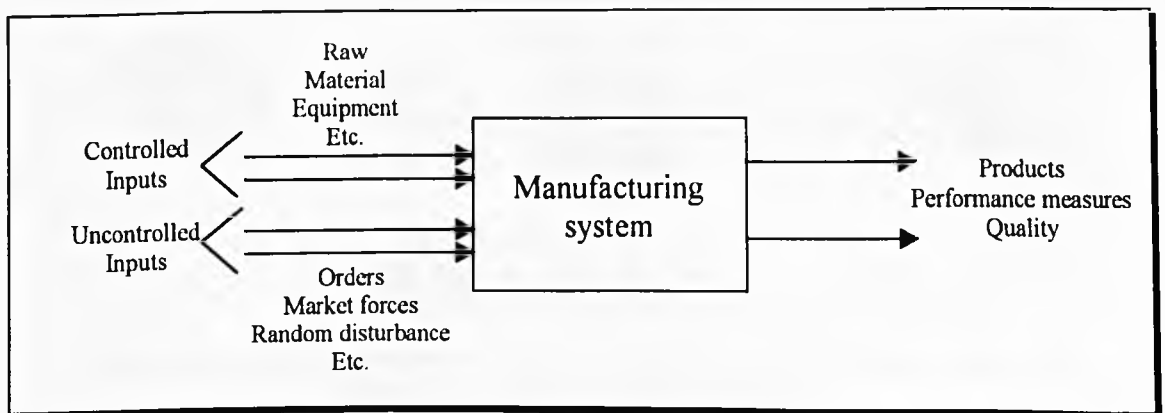 Raw
Material
Equipment
Etc.
Controlled
Inputs
Uncontrolled
Inputs
Orders
Market forces
Random disturbance
Etc.
Manufacturing
system
Products
Performance measures
Quality